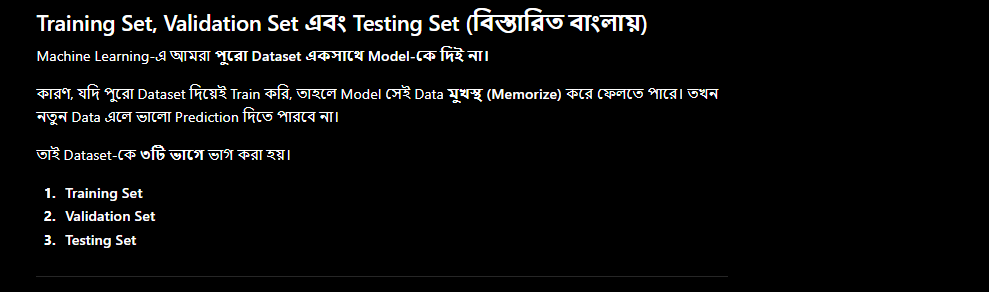 Training Set, Validation Set এবং Testing Set (বিস্তারিত বাংলায়)
Machine Learning-এ আমরা পুরো Dataset একসাথে Model-কে দিই না।
কারণ, যদি পুরো Dataset দিয়েই Train করি, তাহলে Model সেই Data মুখস্থ (Memorize) করে ফেলতে পারে। তখন
নতুন Data এলে ভালো Prediction দিতে পারবে না।
তাই Dataset-কে ৩টি ভাগে ভাগ করা হয়।
1. Training Set
2. Validation Set
3. Testing Set